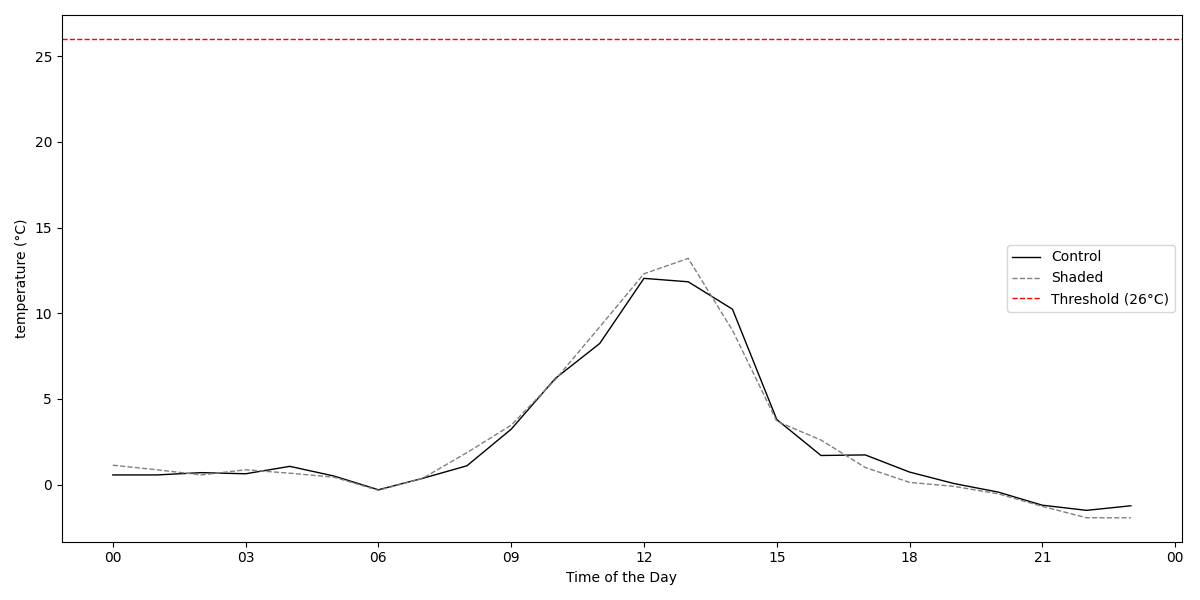 25
20
15
10
5
0
temperature (°C)
Control
Shaded
Threshold (26°C)
00 03 06 09 12 15 18 21 00
Time of the Day